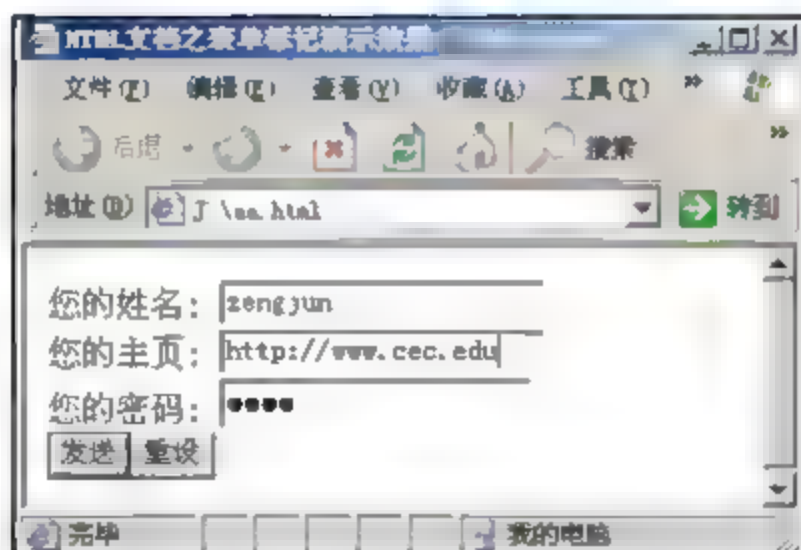 HTML文档之表单标记演示效果
文件(F) 编辑(E) 查看(V) 收藏(A) 工具(T) »
后退 搜索 »
地址(D) J \aa.html 转到
您的姓名: zengjun
您的主页: http://www.cec.edu
您的密码: ●●●●
发送 重设
完毕 我的电脑